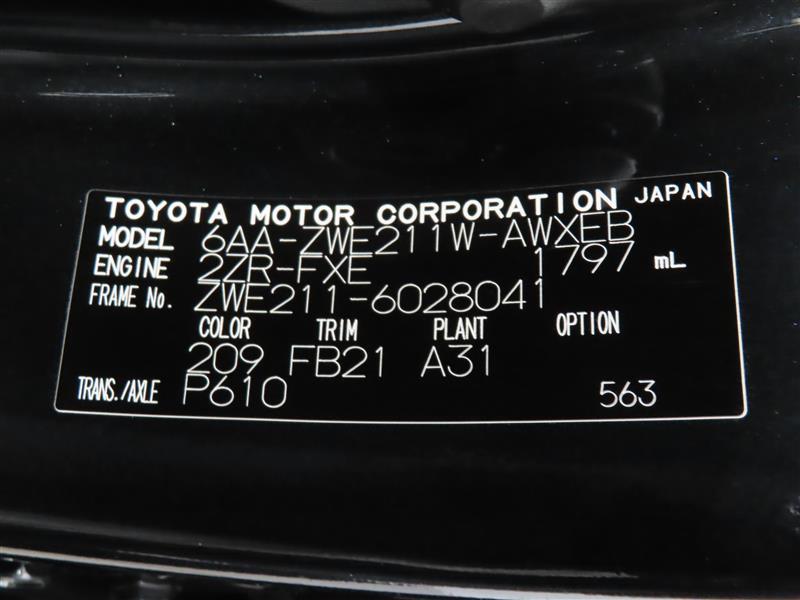 TOYOTA MOTOR CORPORATION JAPAN
MODEL 6AA-ZWE211W-AWXEB
ENGINE 2ZR-FXE 1797 mL
FRAME No. ZWE211-6028041
COLOR TRIM PLANT OPTION
209 FB21 A31
TRANS./AXLE P610 563